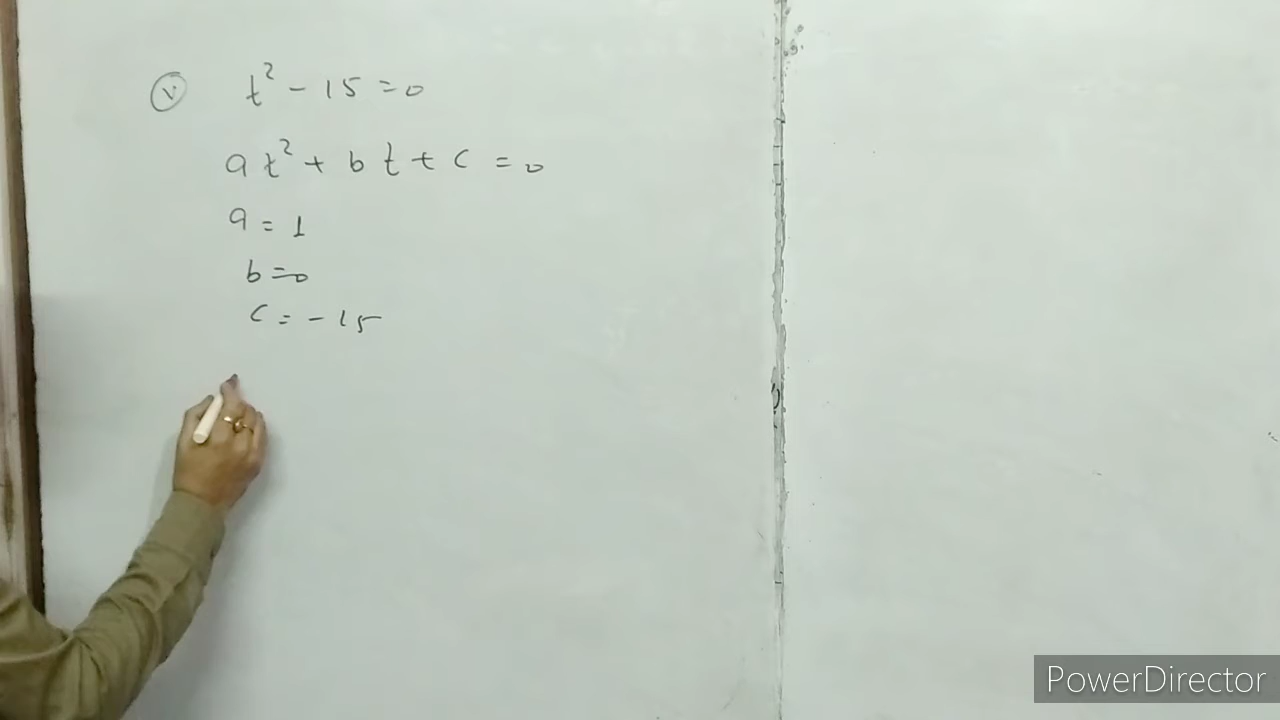 (v) t² - 15 = 0
at² + bt + c = 0
a = 1
b = 0
c = -15
PowerDirector